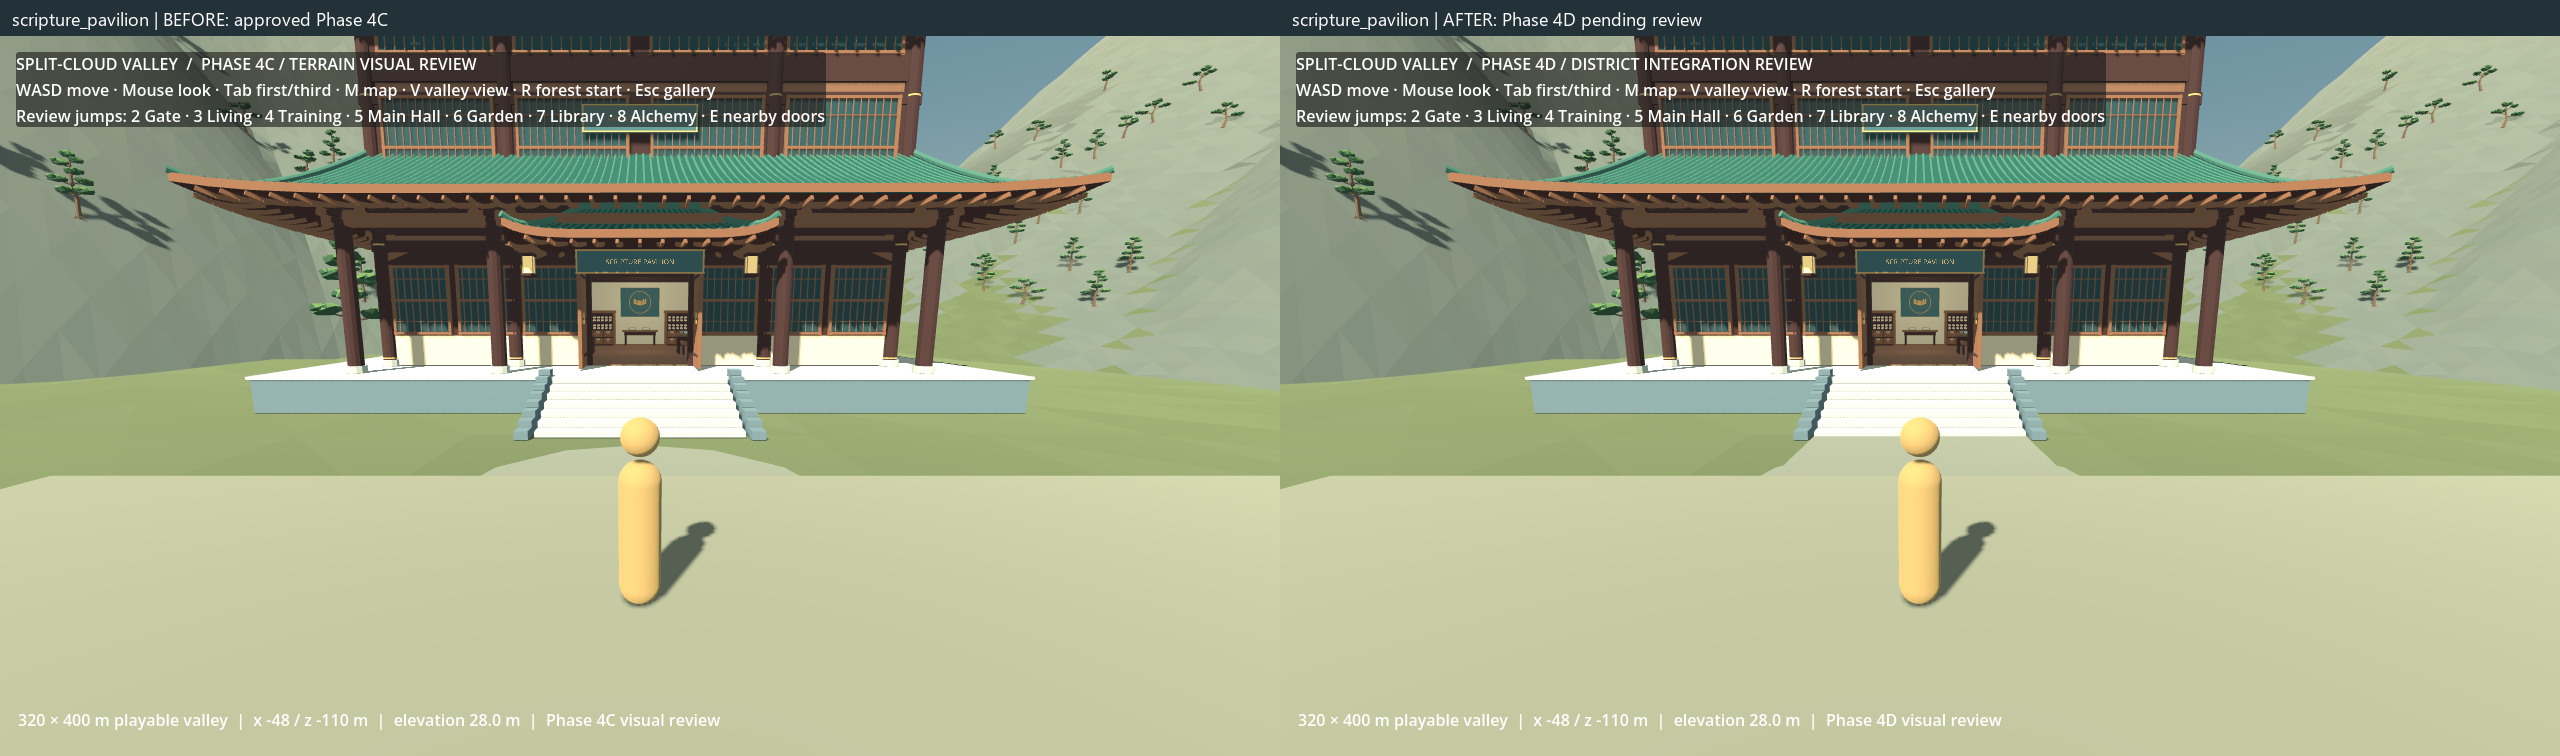 scripture_pavilion | BEFORE: approved Phase 4C
SPLIT-CLOUD VALLEY / PHASE 4C / TERRAIN VISUAL REVIEW
WASD move · Mouse look · Tab first/third · M map · V valley view · R forest start · Esc gallery
Review jumps: 2 Gate · 3 Living · 4 Training · 5 Main Hall · 6 Garden · 7 Library · 8 Alchemy · E nearby doors
SCRIPTURE PAVILION
320 × 400 m playable valley | x -48 / z -110 m | elevation 28.0 m | Phase 4C visual review
scripture_pavilion | AFTER: Phase 4D pending review
SPLIT-CLOUD VALLEY / PHASE 4D / DISTRICT INTEGRATION REVIEW
WASD move · Mouse look · Tab first/third · M map · V valley view · R forest start · Esc gallery
Review jumps: 2 Gate · 3 Living · 4 Training · 5 Main Hall · 6 Garden · 7 Library · 8 Alchemy · E nearby doors
SCRIPTURE PAVILION
320 × 400 m playable valley | x -48 / z -110 m | elevation 28.0 m | Phase 4D visual review